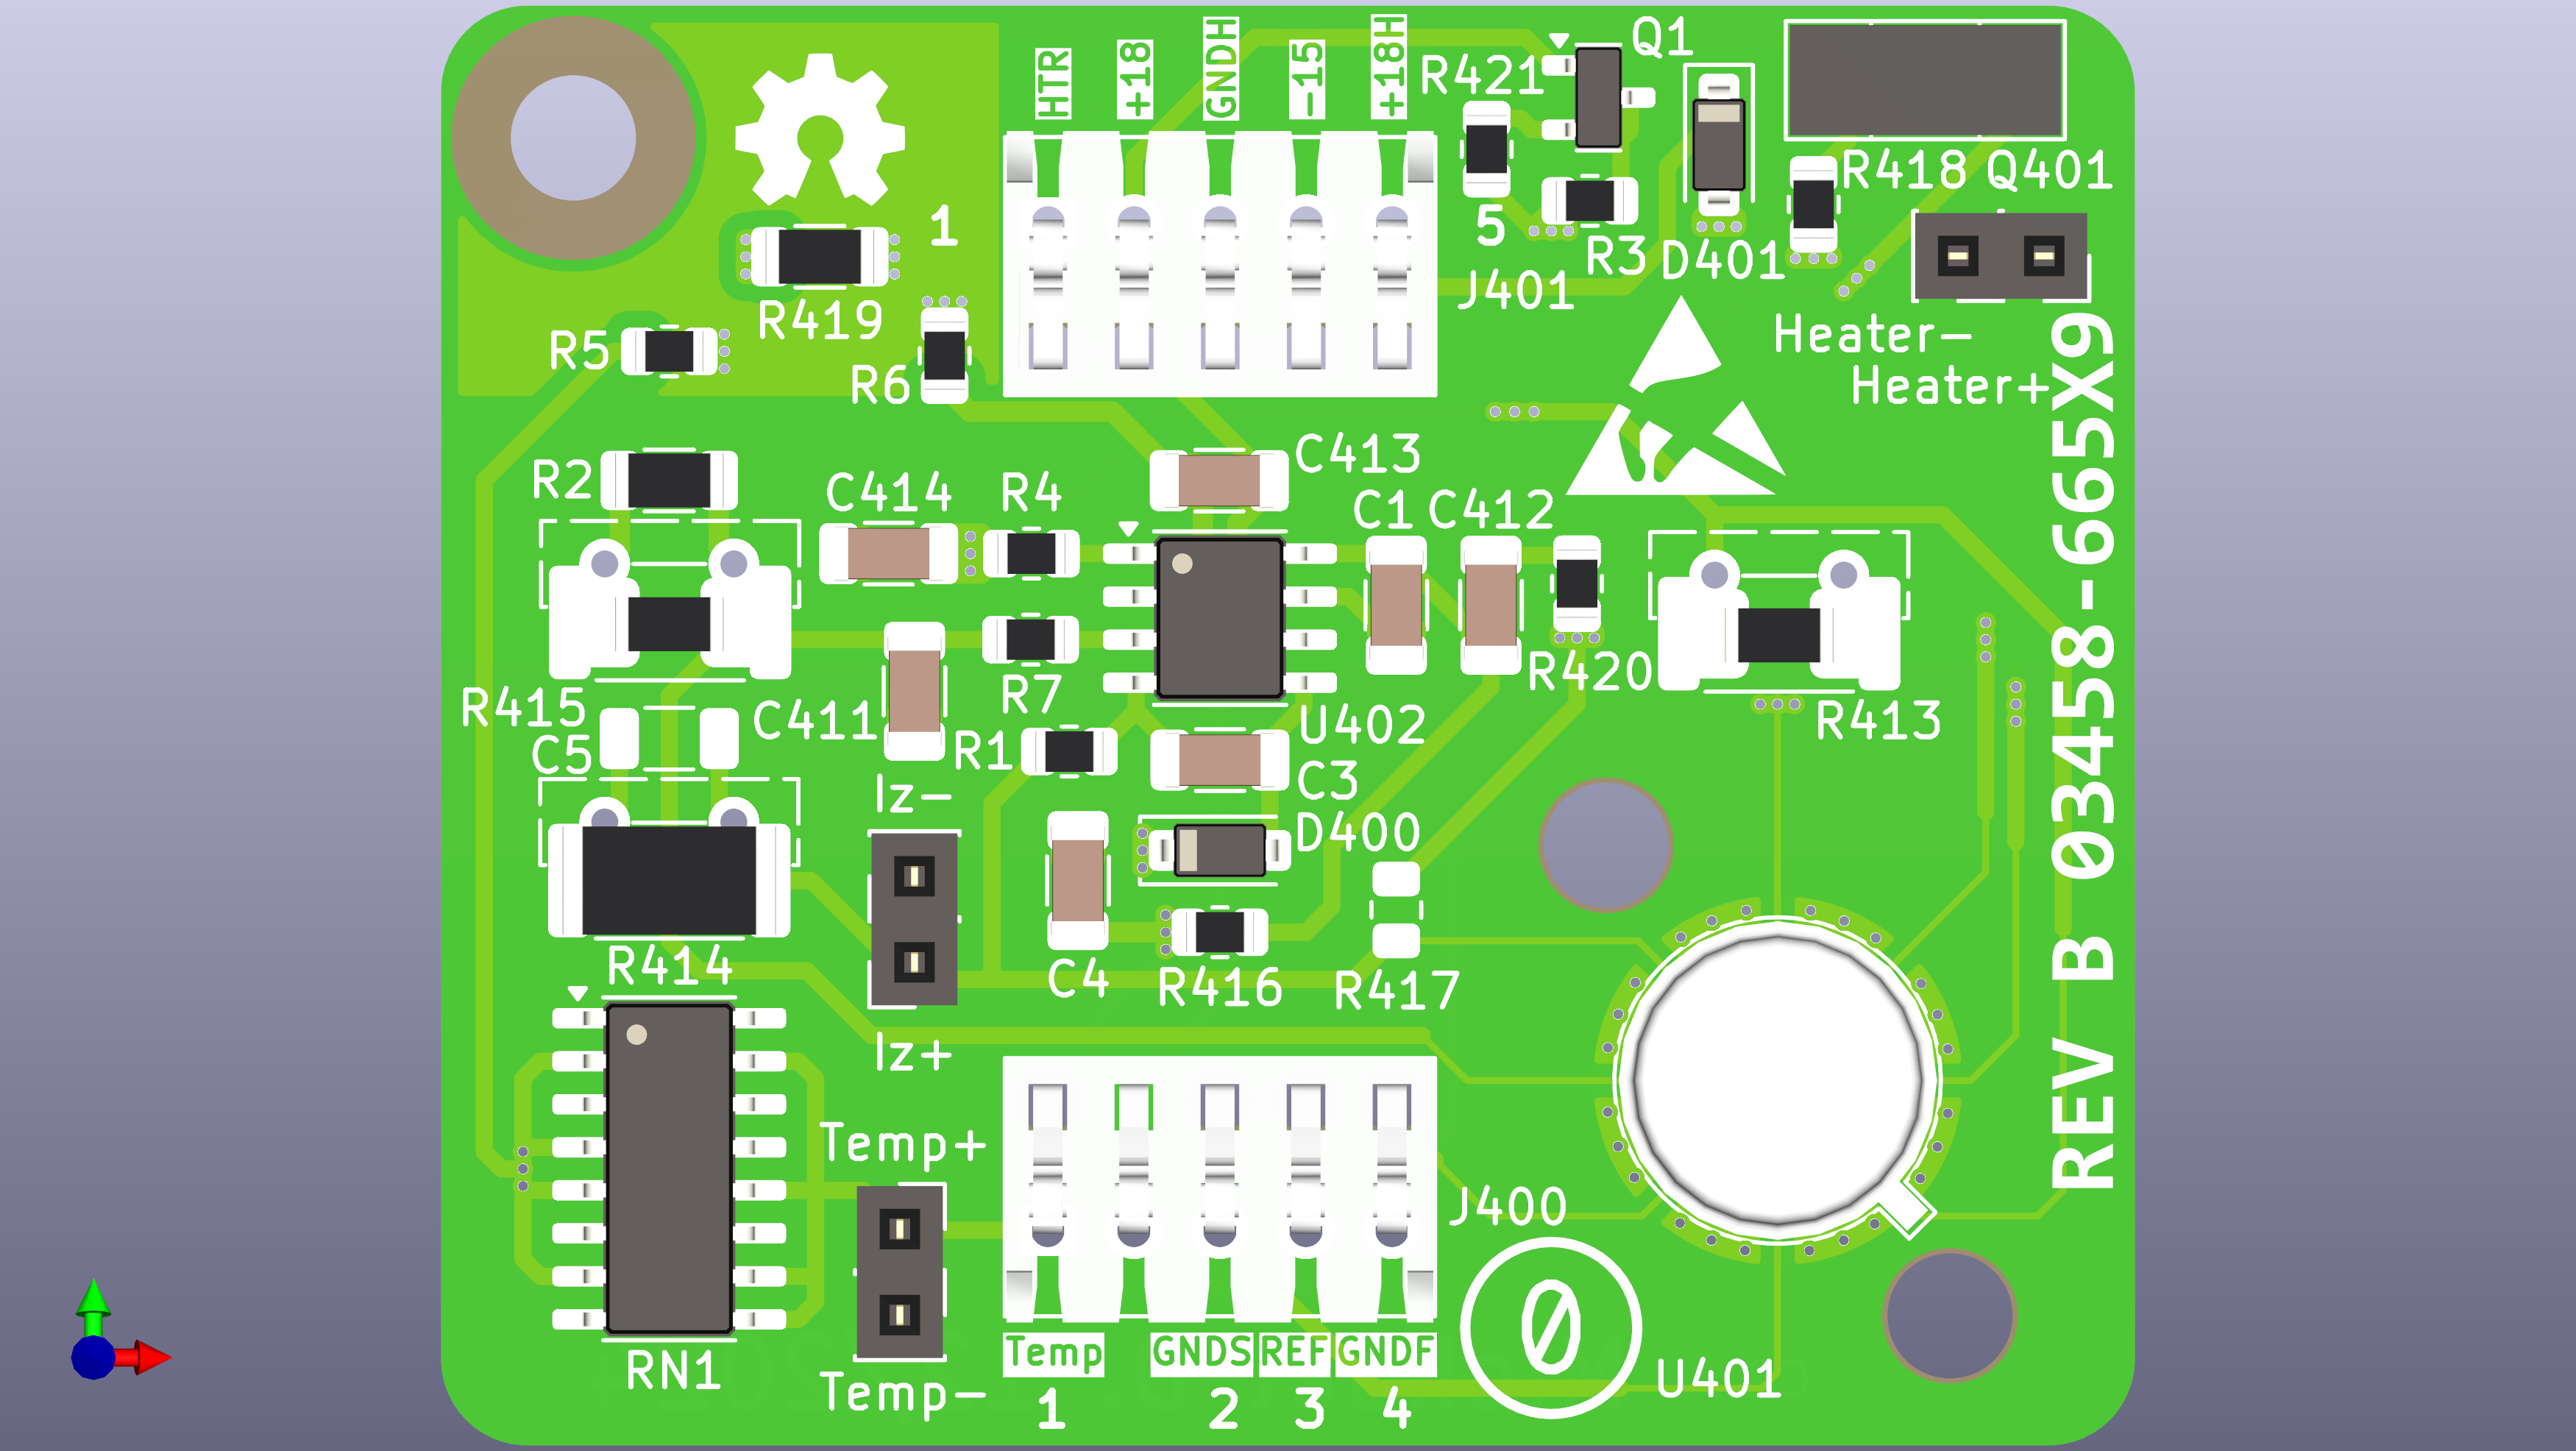 HTR
+18
GNDH
-15
+18H
Q1
R421
R418
Q401
1
5
R3
D401
J401
R419
R5
R6
Heater-
Heater+
R2
C414
R4
C413
C1
C412
R415
C5
C411
R7
R1
U402
C3
R420
R413
Iz-
D400
R414
C4
R416
R417
Iz+
Temp+
J400
Temp
GNDS
REF
GNDF
RN1
Temp-
1
2
3
4
0
U401
REV B 03458-665X9